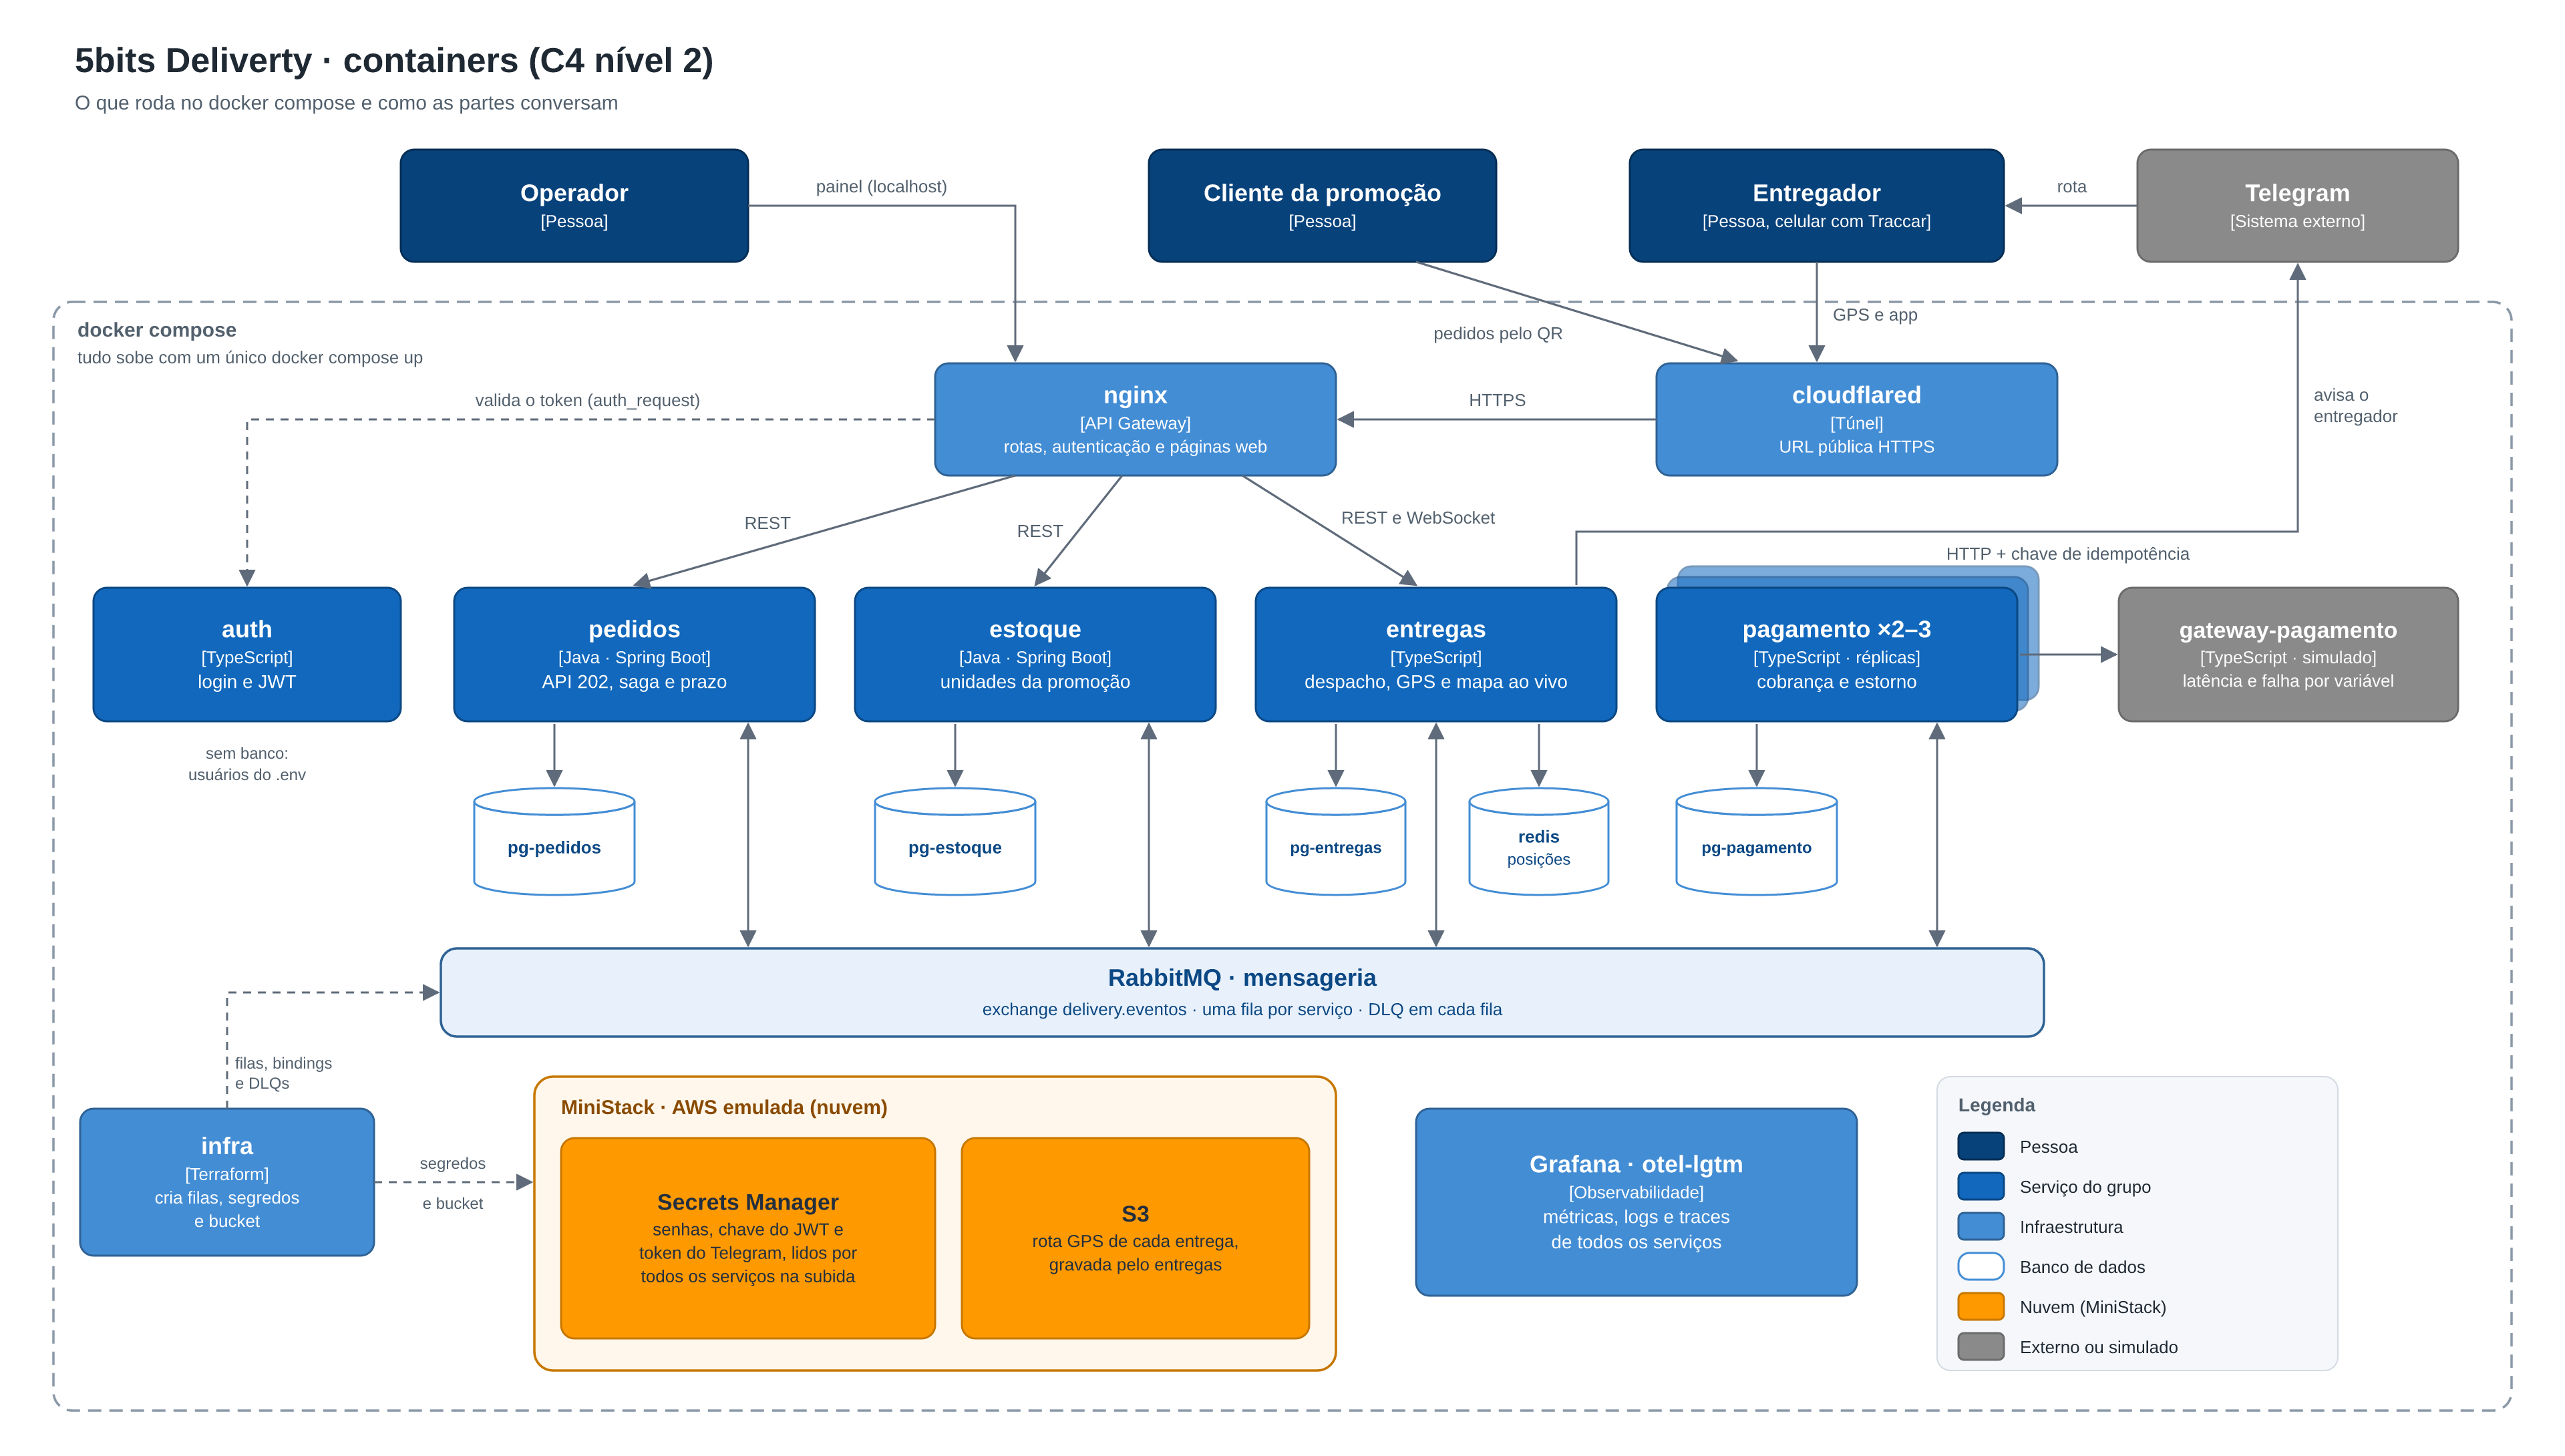 5bits Deliverty · containers (C4 nível 2)
O que roda no docker compose e como as partes conversam
Operador
[Pessoa]
painel (localhost)
Cliente da promoção
[Pessoa]
Entregador
[Pessoa, celular com Traccar]
rota
Telegram
[Sistema externo]
docker compose
tudo sobe com um único docker compose up
pedidos pelo QR
GPS e app
valida o token (auth_request)
nginx
[API Gateway]
rotas, autenticação e páginas web
HTTPS
cloudflared
[Túnel]
URL pública HTTPS
avisa o
entregador
REST
REST
REST e WebSocket
HTTP + chave de idempotência
auth
[TypeScript]
login e JWT
pedidos
[Java · Spring Boot]
API 202, saga e prazo
estoque
[Java · Spring Boot]
unidades da promoção
entregas
[TypeScript]
despacho, GPS e mapa ao vivo
pagamento ×2–3
[TypeScript · réplicas]
cobrança e estorno
gateway-pagamento
[TypeScript · simulado]
latência e falha por variável
sem banco:
usuários do .env
pg-pedidos
pg-estoque
pg-entregas
redis
posições
pg-pagamento
RabbitMQ · mensageria
exchange delivery.eventos · uma fila por serviço · DLQ em cada fila
filas, bindings
e DLQs
infra
[Terraform]
cria filas, segredos
e bucket
segredos
e bucket
MiniStack · AWS emulada (nuvem)
Secrets Manager
senhas, chave do JWT e
token do Telegram, lidos por
todos os serviços na subida
S3
rota GPS de cada entrega,
gravada pelo entregas
Grafana · otel-lgtm
[Observabilidade]
métricas, logs e traces
de todos os serviços
Legenda
Pessoa
Serviço do grupo
Infraestrutura
Banco de dados
Nuvem (MiniStack)
Externo ou simulado